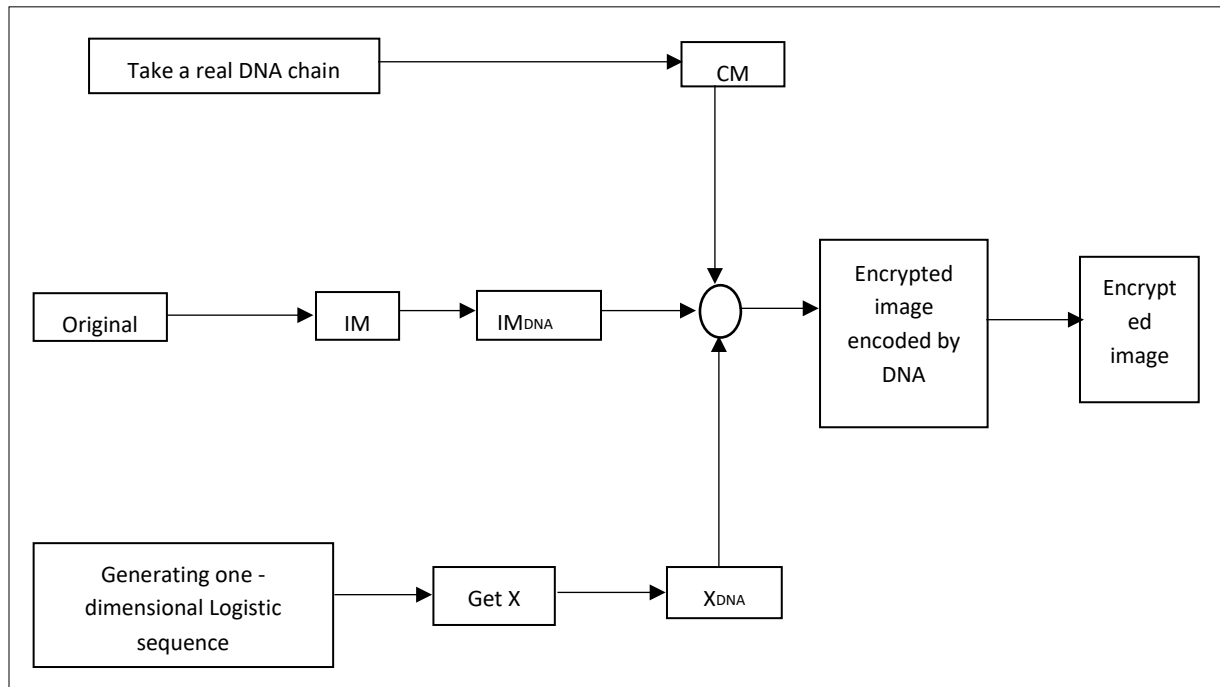 Take a real DNA chain
CM
Original
IM
IMDNA
Encrypted
image
encoded by
DNA
Encrypt
ed
image
Generating one -
dimensional Logistic
sequence
Get X
XDNA